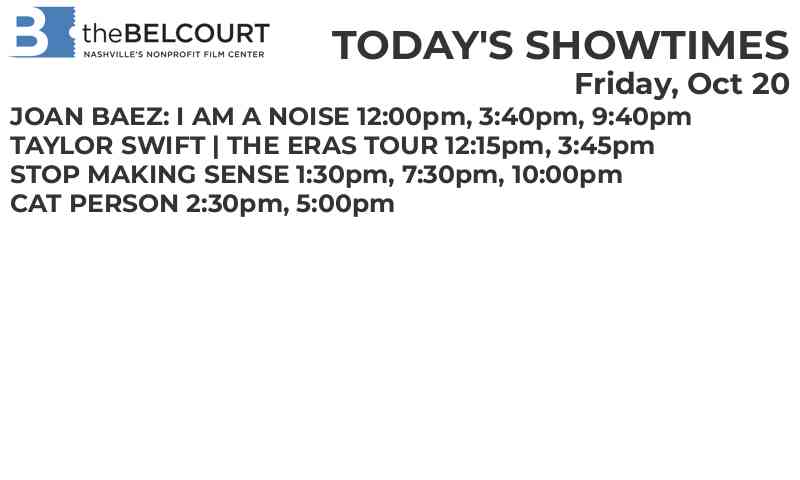 B theBELCOURT
NASHVILLE'S NONPROFIT FILM CENTER
TODAY'S SHOWTIMES
Friday, Oct 20
JOAN BAEZ: I AM A NOISE 12:00pm, 3:40pm, 9:40pm
TAYLOR SWIFT | THE ERAS TOUR 12:15pm, 3:45pm
STOP MAKING SENSE 1:30pm, 7:30pm, 10:00pm
CAT PERSON 2:30pm, 5:00pm